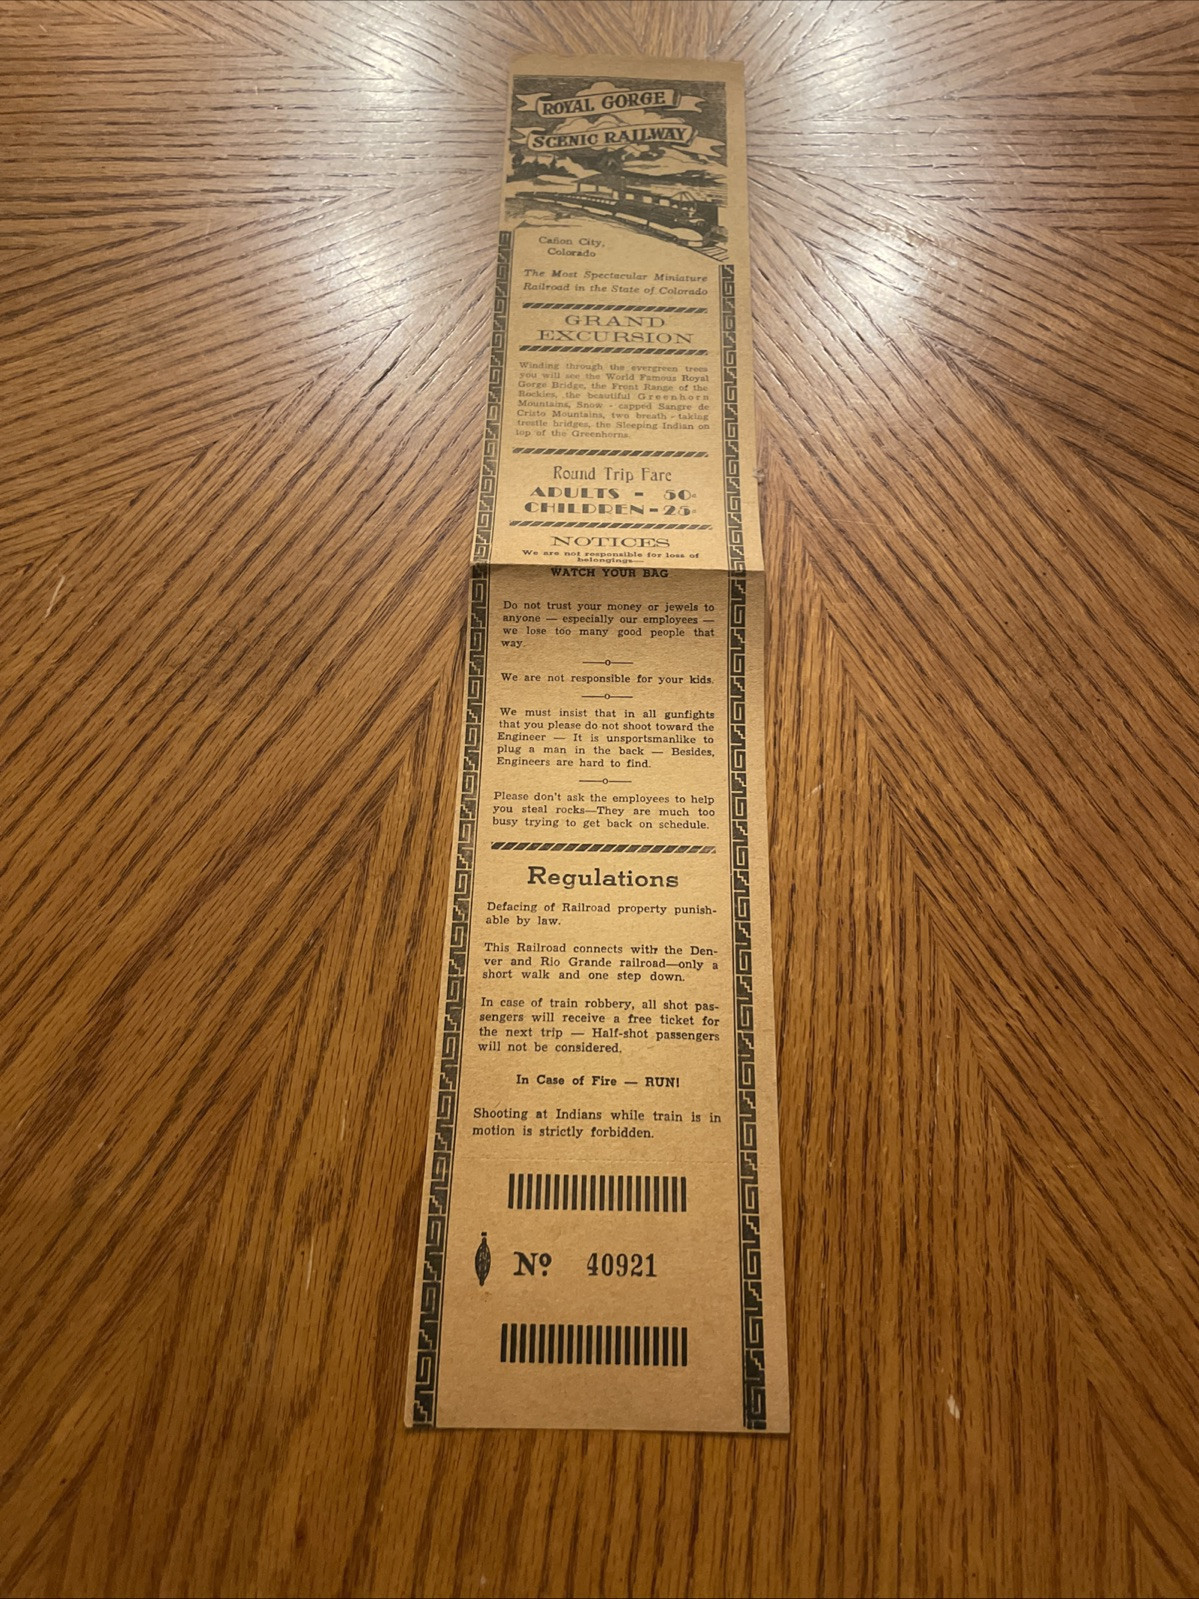 ROYAL GORGE
SCENIC RAILWAY
Cañon City,
Colorado
The Most Spectacular Miniature
Railroad in the State of Colorado
GRAND
EXCURSION
Winding through the evergreen trees
you will see the World Famous Royal
Gorge Bridge, the Front Range of the
Rockies, the beautiful Greenhorn
Mountains, Snow - capped Sangre de
Cristo Mountains, two breath - taking
trestle bridges, the Sleeping Indian on
top of the Greenhorns.
Round Trip Fare
ADULTS - 50¢
CHILDREN - 25¢
NOTICES
We are not responsible for loss of
belongings—
WATCH YOUR BAG
Do not trust your money or jewels to
anyone — especially our employees —
we lose too many good people that
way.
We are not responsible for your kids.
We must insist that in all gunfights
that you please do not shoot toward the
Engineer — It is unsportsmanlike to
plug a man in the back — Besides,
Engineers are hard to find.
Please don't ask the employees to help
you steal rocks—They are much too
busy trying to get back on schedule.
Regulations
Defacing of Railroad property punish-
able by law.
This Railroad connects with the Den-
ver and Rio Grande railroad—only a
short walk and one step down.
In case of train robbery, all shot pas-
sengers will receive a free ticket for
the next trip — Half-shot passengers
will not be considered.
In Case of Fire — RUN!
Shooting at Indians while train is in
motion is strictly forbidden.
Nº 40921